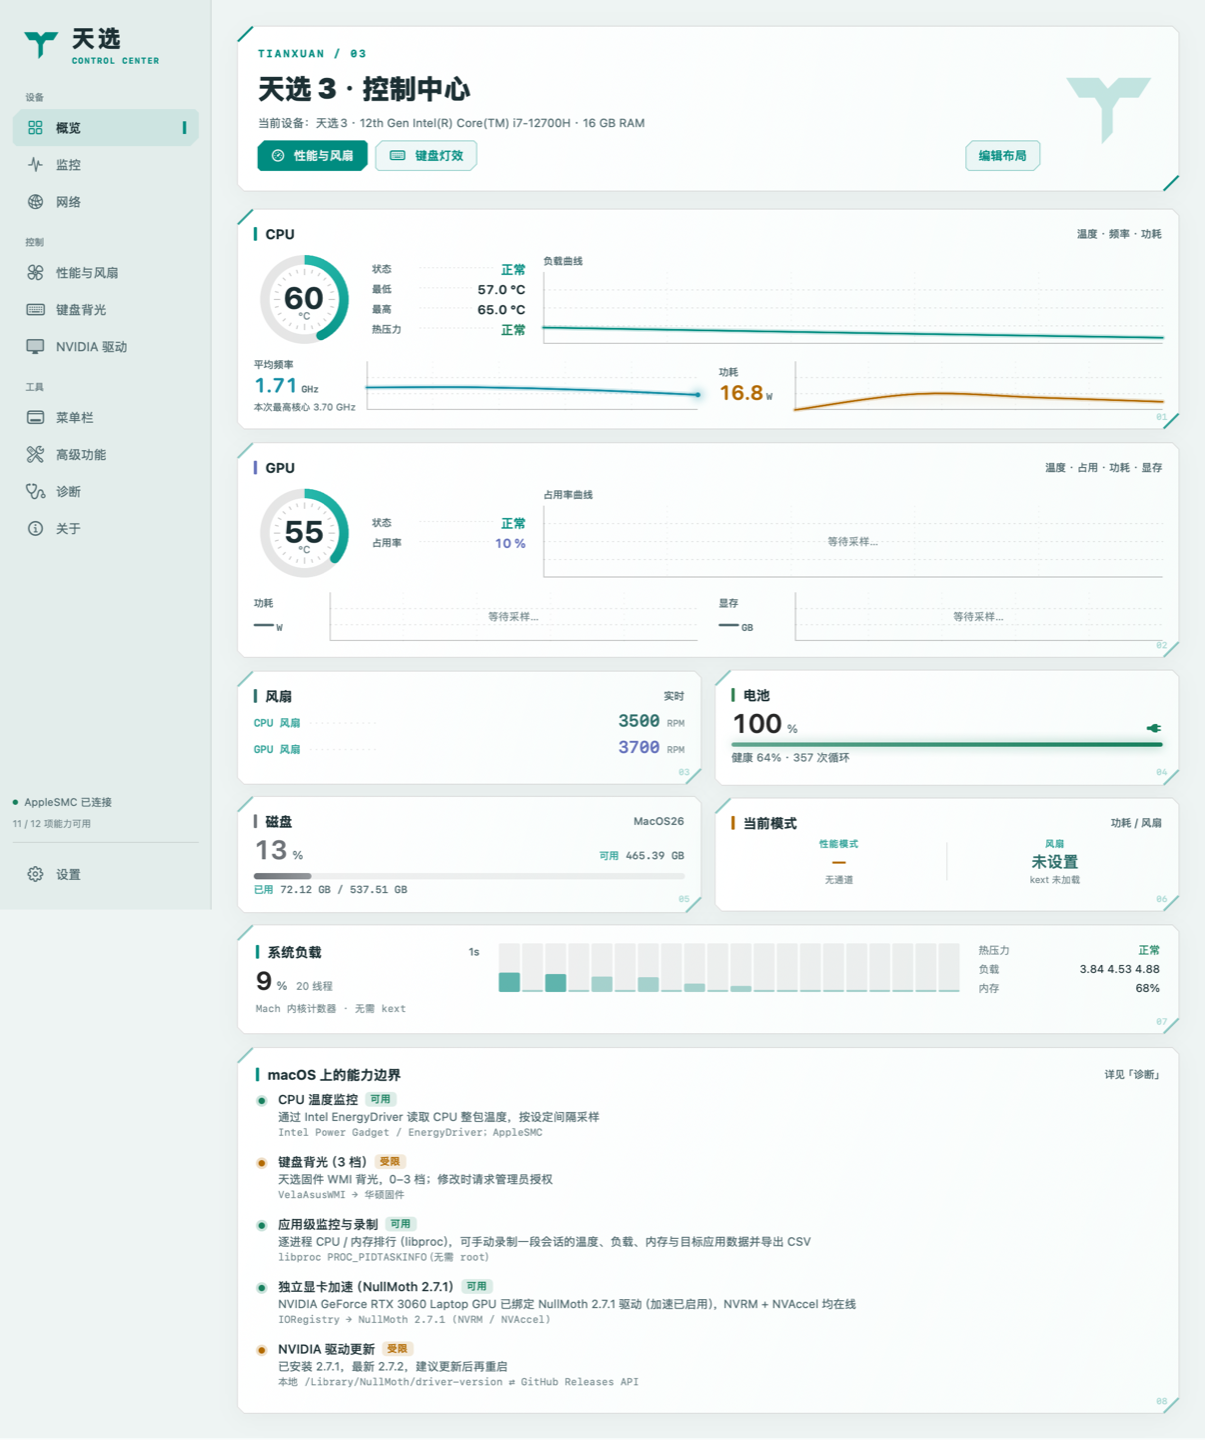 天选
CONTROL CENTER
设备
概览
监控
网络
控制
性能与风扇
键盘背光
NVIDIA 驱动
工具
菜单栏
高级功能
诊断
关于
AppleSMC 已连接
11 / 12 项能力可用
设置
TIANXUAN / 03
天选 3 · 控制中心
当前设备：天选 3 · 12th Gen Intel(R) Core(TM) i7-12700H · 16 GB RAM
性能与风扇
键盘灯效
编辑布局
CPU
温度 · 频率 · 功耗
60
°C
状态 正常
最低 57.0 °C
最高 65.0 °C
热压力 正常
负载曲线
平均频率
1.71 GHz
本次最高核心 3.70 GHz
功耗
16.8 W
01
GPU
温度 · 占用 · 功耗 · 显存
55
°C
状态 正常
占用率 10 %
占用率曲线
等待采样...
功耗
— W
等待采样...
显存
— GB
等待采样...
02
风扇
实时
CPU 风扇 3500 RPM
GPU 风扇 3700 RPM
03
电池
100 %
健康 64% · 357 次循环
04
磁盘
MacOS26
13 %
可用 465.39 GB
已用 72.12 GB / 537.51 GB
05
当前模式
功耗 / 风扇
性能模式
—
无通道
风扇
未设置
kext 未加载
06
系统负载
9 % 20 线程
Mach 内核计数器 · 无需 kext
1s
热压力 正常
负载 3.84 4.53 4.88
内存 68%
07
macOS 上的能力边界
详见「诊断」
CPU 温度监控 可用
通过 Intel EnergyDriver 读取 CPU 整包温度，按设定间隔采样
Intel Power Gadget / EnergyDriver; AppleSMC
键盘背光 (3 档) 受限
天选固件 WMI 背光，0–3 档；修改时请求管理员授权
VelaAsusWMI → 华硕固件
应用级监控与录制 可用
逐进程 CPU / 内存排行 (libproc)，可手动录制一段会话的温度、负载、内存与目标应用数据并导出 CSV
libproc PROC_PIDTASKINFO (无需 root)
独立显卡加速 (NullMoth 2.7.1) 可用
NVIDIA GeForce RTX 3060 Laptop GPU 已绑定 NullMoth 2.7.1 驱动 (加速已启用)，NVRM + NVAccel 均在线
IORegistry → NullMoth 2.7.1 (NVRM / NVAccel)
NVIDIA 驱动更新 受限
已安装 2.7.1，最新 2.7.2，建议更新后再重启
本地 /Library/NullMoth/driver-version ⇄ GitHub Releases API
08